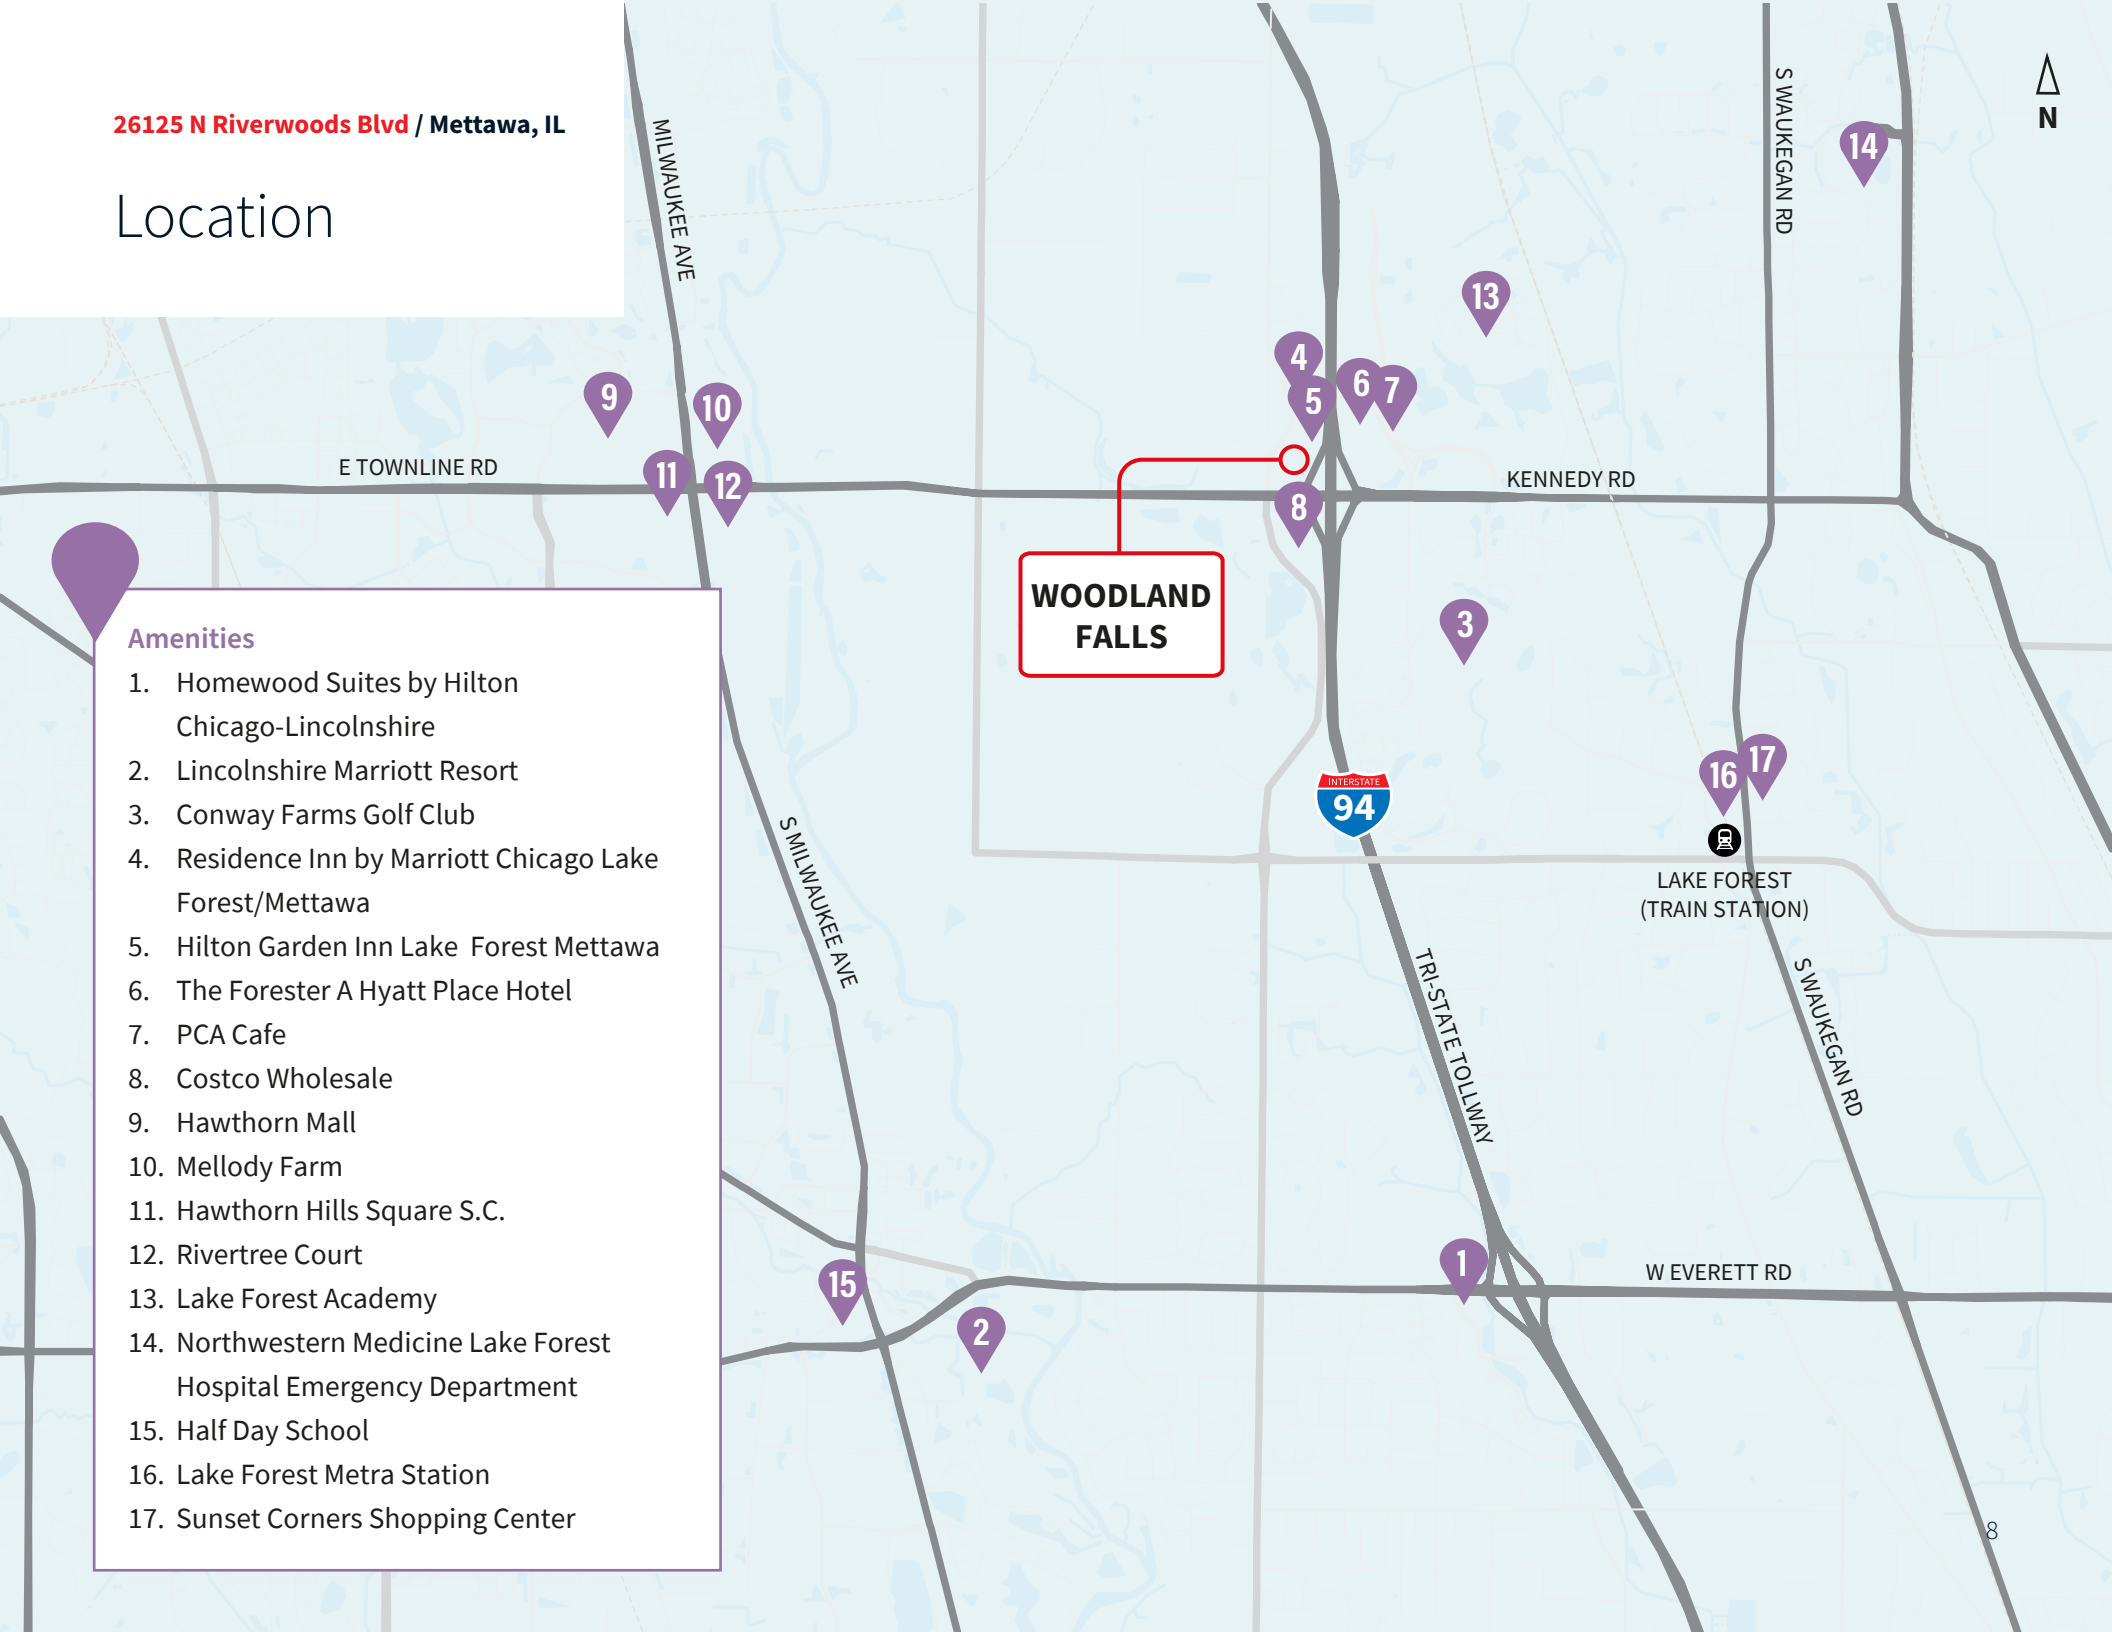 26125 N Riverwoods Blvd / Mettawa, IL
Location
MILWAUKEE AVE
S WAUKEGAN RD
N
14
13
4
5
6
7
9
10
11
12
E TOWNLINE RD
KENNEDY RD
8
WOODLAND
FALLS
3
16
17
INTERSTATE
94
LAKE FOREST
(TRAIN STATION)
S MILWAUKEE AVE
TRI-STATE TOLLWAY
S WAUKEGAN RD
1
W EVERETT RD
15
2
Amenities
1. Homewood Suites by Hilton
Chicago-Lincolnshire
2. Lincolnshire Marriott Resort
3. Conway Farms Golf Club
4. Residence Inn by Marriott Chicago Lake
Forest/Mettawa
5. Hilton Garden Inn Lake  Forest Mettawa
6. The Forester A Hyatt Place Hotel
7. PCA Cafe
8. Costco Wholesale
9. Hawthorn Mall
10. Mellody Farm
11. Hawthorn Hills Square S.C.
12. Rivertree Court
13. Lake Forest Academy
14. Northwestern Medicine Lake Forest
Hospital Emergency Department
15. Half Day School
16. Lake Forest Metra Station
17. Sunset Corners Shopping Center
8